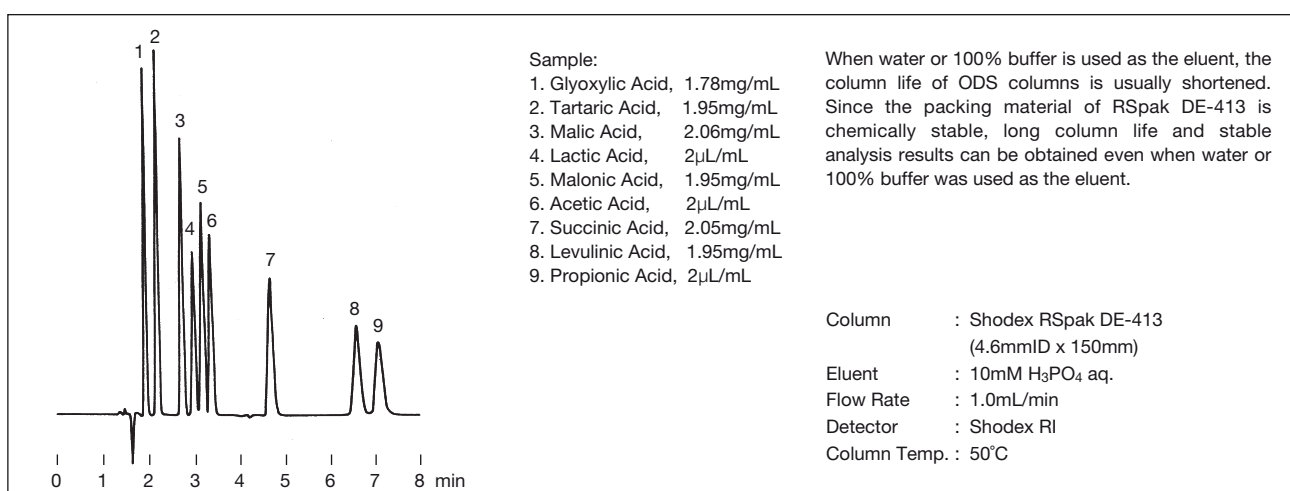 1
2
3
4
5
6
7
8
9
0 1 2 3 4 5 6 7 8 min
Sample:
1. Glyoxylic Acid, 1.78mg/mL
2. Tartaric Acid, 1.95mg/mL
3. Malic Acid, 2.06mg/mL
4. Lactic Acid, 2μL/mL
5. Malonic Acid, 1.95mg/mL
6. Acetic Acid, 2μL/mL
7. Succinic Acid, 2.05mg/mL
8. Levulinic Acid, 1.95mg/mL
9. Propionic Acid, 2μL/mL
When water or 100% buffer is used as the eluent, the
column life of ODS columns is usually shortened.
Since the packing material of RSpak DE-413 is
chemically stable, long column life and stable
analysis results can be obtained even when water or
100% buffer was used as the eluent.
Column : Shodex RSpak DE-413
(4.6mmID x 150mm)
Eluent : 10mM H₃PO₄ aq.
Flow Rate : 1.0mL/min
Detector : Shodex RI
Column Temp. : 50°C